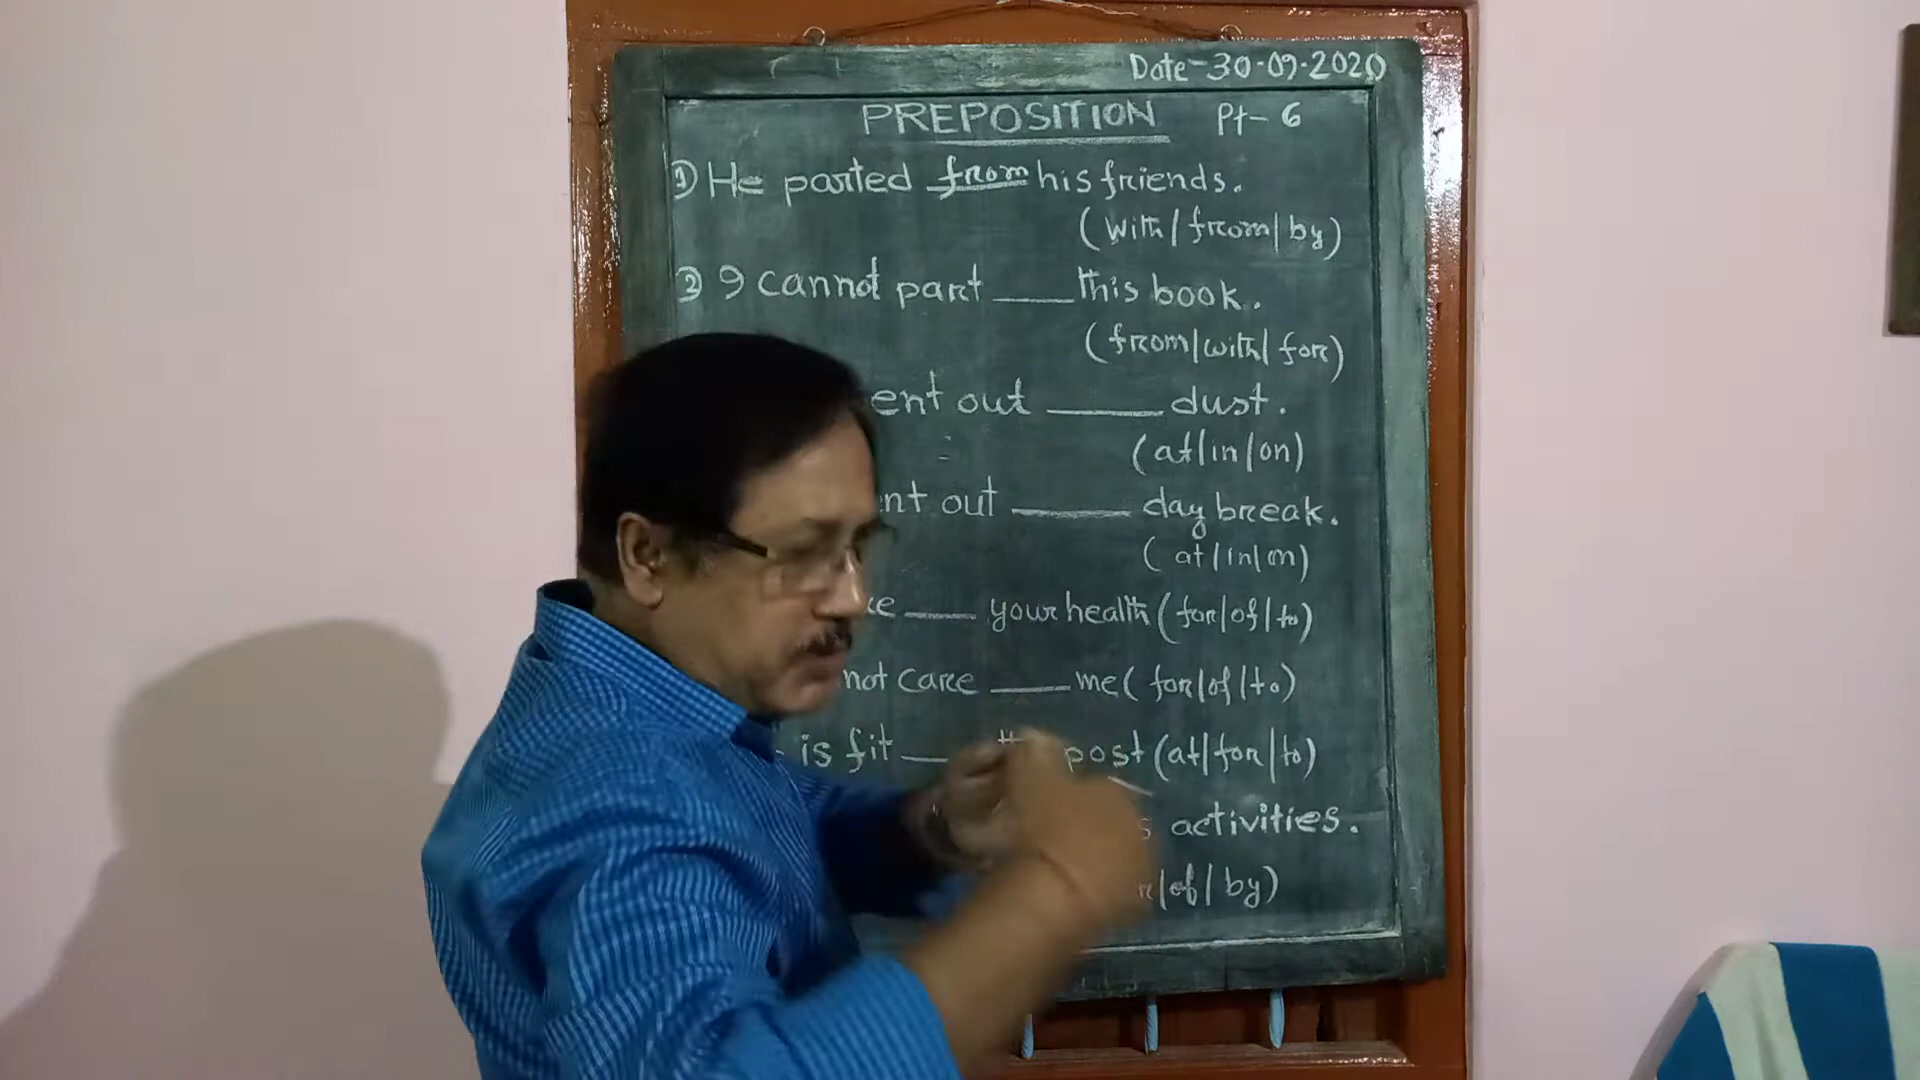 Date-30-09-2020
PREPOSITION Pt-6
1) He parted from his friends.
(with/from/by)
2) I cannot part ____ this book.
(from/with/for)
ent out ____ dust.
(at/in/on)
nt out ____ day break.
(at/in/on)
ke ____ your health (for/of/to)
not care ____ me (for/of/to)
is fit ____ post (at/for/to)
s activities.
/of/by)